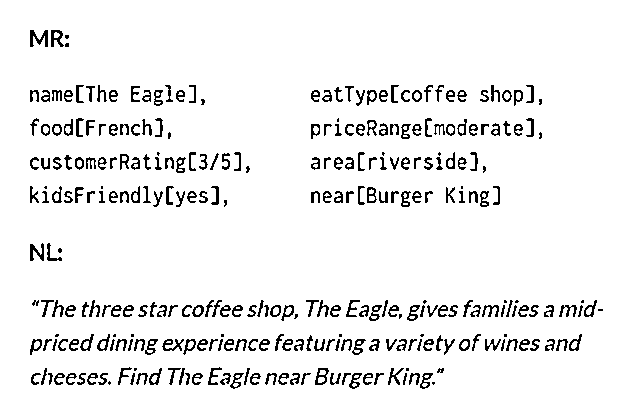 MR:
name[The Eagle], eatType[coffee shop],
food[French], priceRange[moderate],
customerRating[3/5], area[riverside],
kidsFriendly[yes], near[Burger King]
NL:
“The three star coffee shop, The Eagle, gives families a mid-
priced dining experience featuring a variety of wines and
cheeses. Find The Eagle near Burger King.“